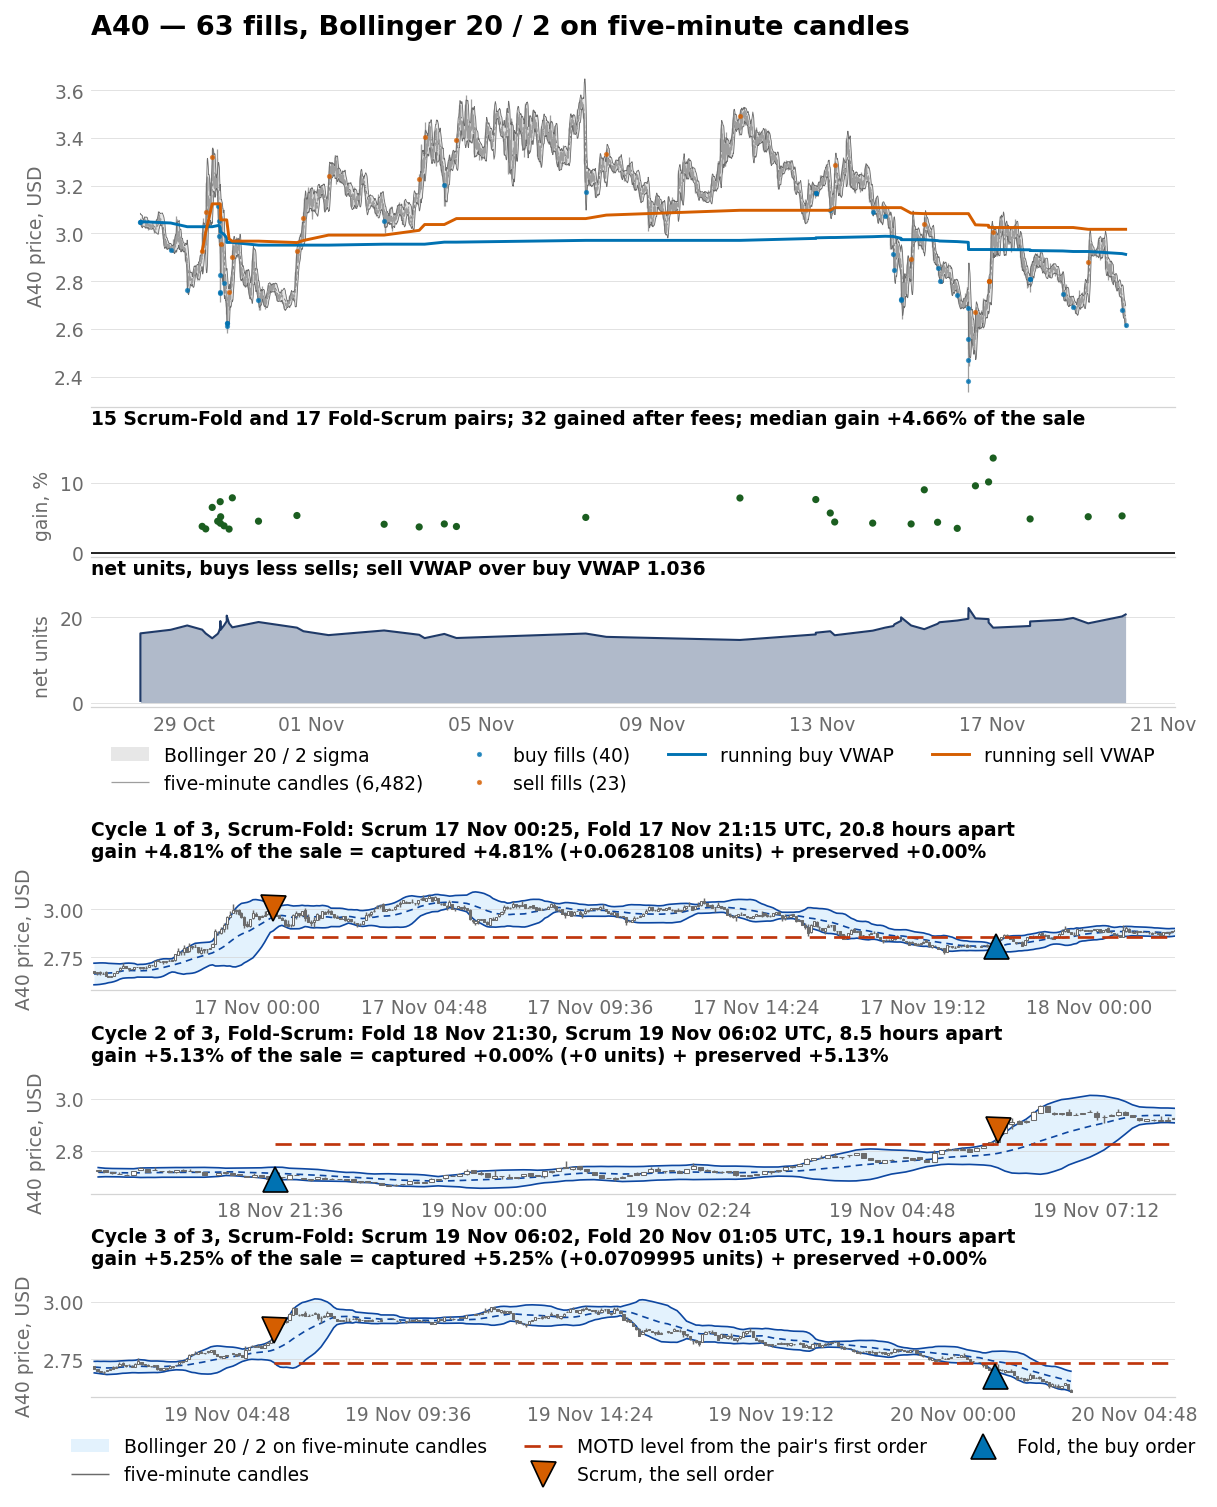 A40 — 63 fills, Bollinger 20 / 2 on five-minute candles
A40 price, USD
3.6
3.4
3.2
3.0
2.8
2.6
2.4
15 Scrum-Fold and 17 Fold-Scrum pairs; 32 gained after fees; median gain +4.66% of the sale
gain, %
10
0
net units, buys less sells; sell VWAP over buy VWAP 1.036
net units
20
0
29 Oct 01 Nov 05 Nov 09 Nov 13 Nov 17 Nov 21 Nov
Bollinger 20 / 2 sigma buy fills (40) running buy VWAP running sell VWAP
five-minute candles (6,482) sell fills (23)
Cycle 1 of 3, Scrum-Fold: Scrum 17 Nov 00:25, Fold 17 Nov 21:15 UTC, 20.8 hours apart
gain +4.81% of the sale = captured +4.81% (+0.0628108 units) + preserved +0.00%
A40 price, USD
3.00
2.75
17 Nov 00:00 17 Nov 04:48 17 Nov 09:36 17 Nov 14:24 17 Nov 19:12 18 Nov 00:00
Cycle 2 of 3, Fold-Scrum: Fold 18 Nov 21:30, Scrum 19 Nov 06:02 UTC, 8.5 hours apart
gain +5.13% of the sale = captured +0.00% (+0 units) + preserved +5.13%
A40 price, USD
3.0
2.8
18 Nov 21:36 19 Nov 00:00 19 Nov 02:24 19 Nov 04:48 19 Nov 07:12
Cycle 3 of 3, Scrum-Fold: Scrum 19 Nov 06:02, Fold 20 Nov 01:05 UTC, 19.1 hours apart
gain +5.25% of the sale = captured +5.25% (+0.0709995 units) + preserved +0.00%
A40 price, USD
3.00
2.75
19 Nov 04:48 19 Nov 09:36 19 Nov 14:24 19 Nov 19:12 20 Nov 00:00 20 Nov 04:48
Bollinger 20 / 2 on five-minute candles MOTD level from the pair's first order Fold, the buy order
five-minute candles Scrum, the sell order